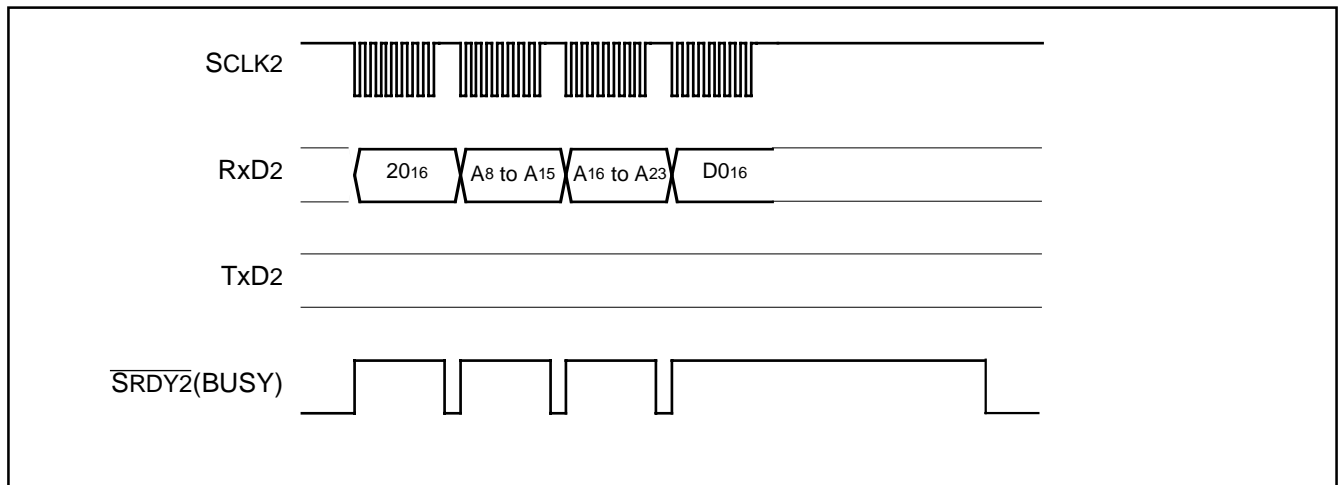 SCLK2
RxD2
2016
A8 to A15
A16 to A23
D016
TxD2
SRDY2(BUSY)